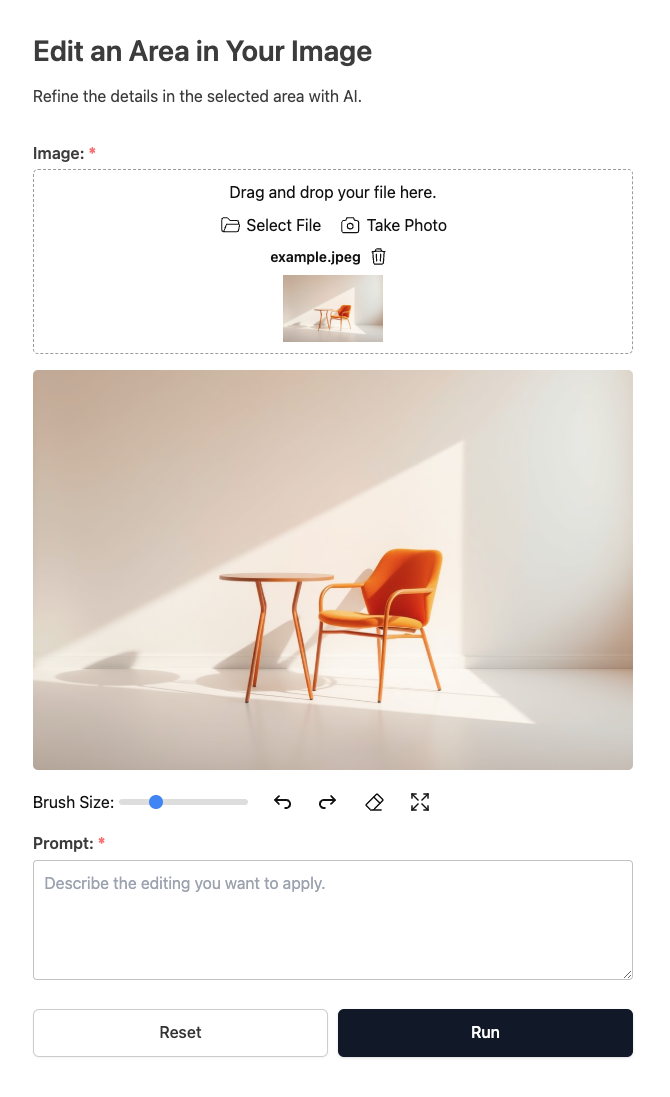 Edit an Area in Your Image
Refine the details in the selected area with AI.
Image: *
Drag and drop your file here.
Select File Take Photo
example.jpeg
Brush Size:
Prompt: *
Describe the editing you want to apply.
Reset Run